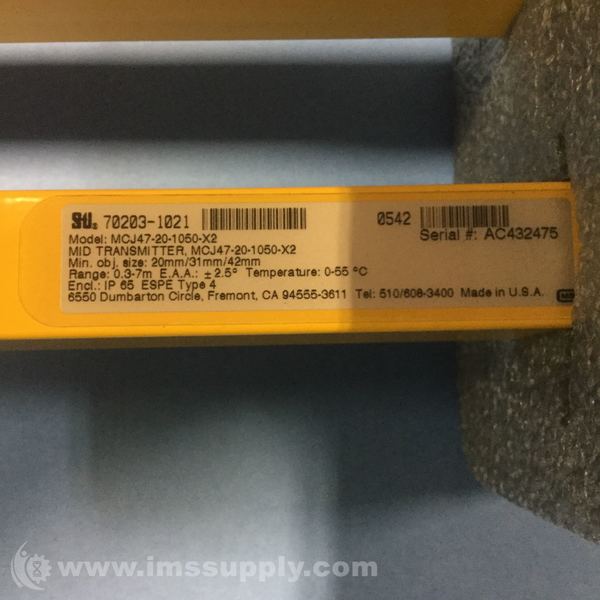 STI® 70203-1021 0542
Serial #: AC432475
Model: MCJ47-20-1050-X2
MID TRANSMITTER, MCJ47-20-1050-X2
Min. obj. size: 20mm/31mm/42mm
Range: 0.3-7m E.A.A.: ±2.5° Temperature: 0-55 °C
Encl.: IP 65 ESPE Type 4
6550 Dumbarton Circle, Fremont, CA 94555-3611 Tel: 510/608-3400 Made in U.S.A.
www.imssupply.com